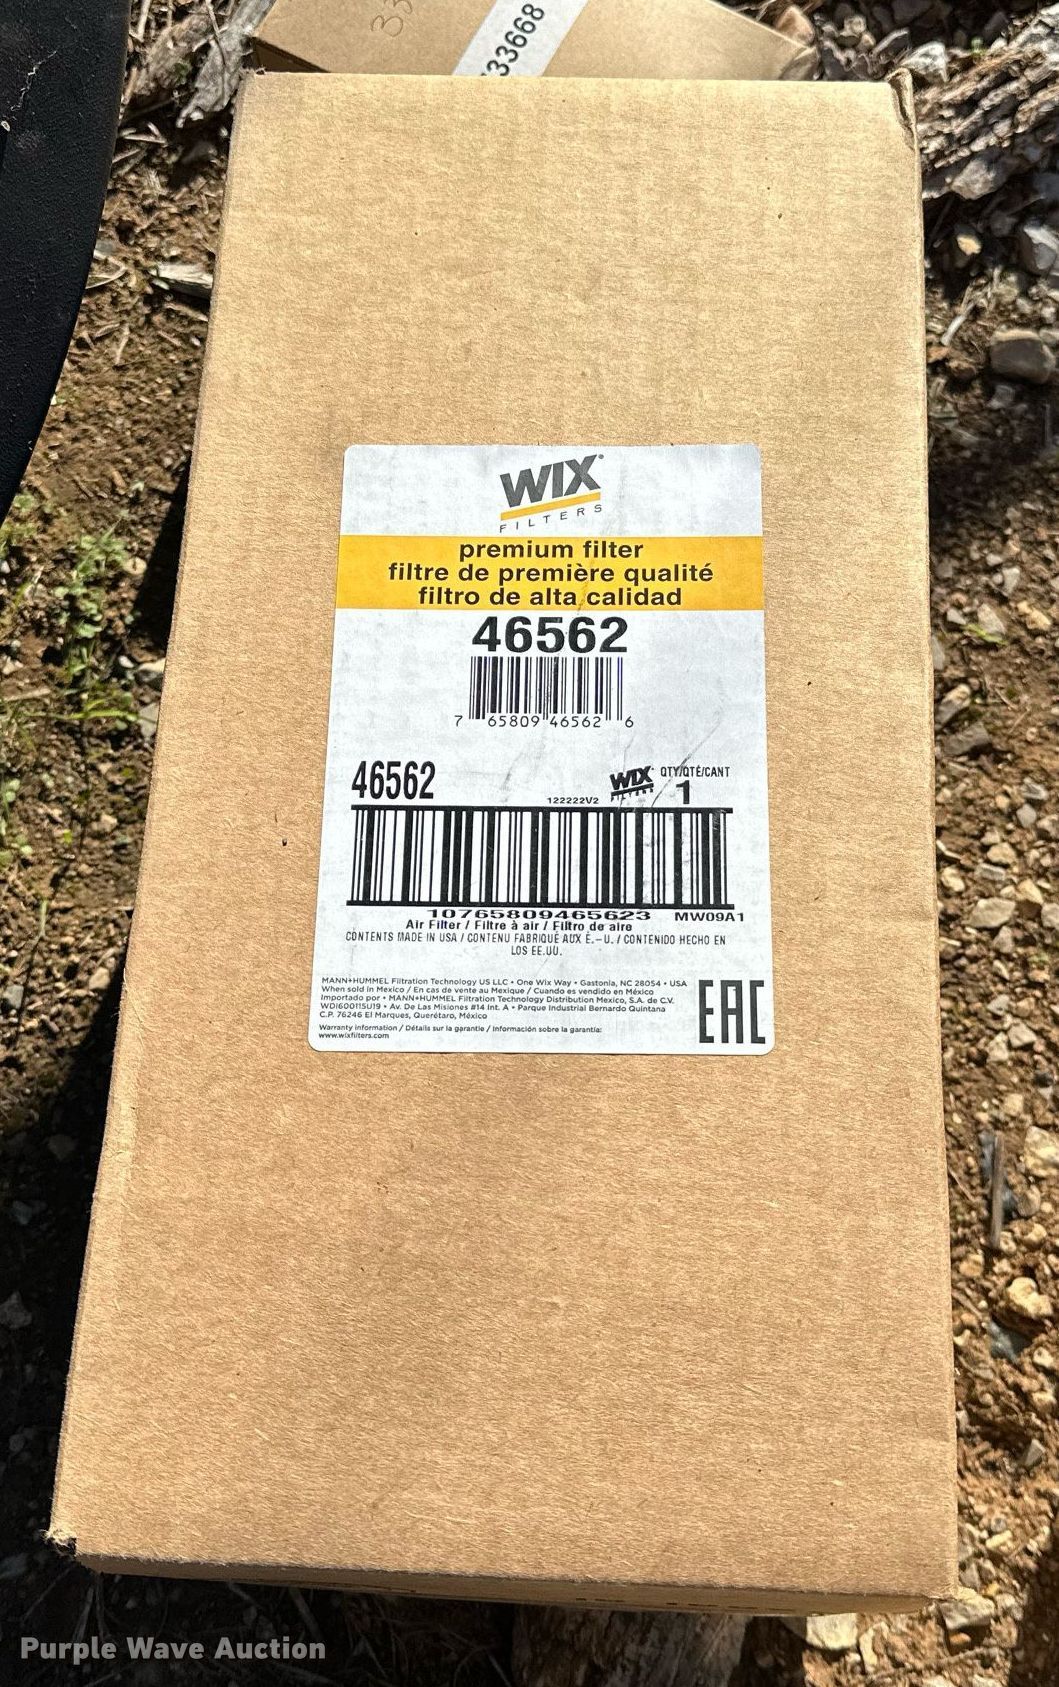 33
33668
WIX
FILTERS
premium filter
filtre de première qualité
filtro de alta calidad
46562
7 65809 46562 6
46562
122222V2
WIX
FILTERS
QTY/QTÉ/CANT
1
10765809465623
MW09A1
Air Filter / Filtre à air / Filtro de aire
CONTENTS MADE IN USA / CONTENU FABRIQUÉ AUX É.-U. / CONTENIDO HECHO EN
LOS EE.UU.
MANN+HUMMEL Filtration Technology US LLC • One Wix Way • Gastonia, NC 28054 • USA
When sold in Mexico / En cas de vente au Mexique / Cuando es vendido en México
Importado por • MANN+HUMMEL Filtration Technology Distribution Mexico, S.A. de C.V.
WDI60011SU19 • Av. De Las Misiones #14 Int. A • Parque Industrial Bernardo Quintana
C.P. 76246 El Marques, Querétaro, México
Warranty information / Détails sur la garantie / Información sobre la garantía:
www.wixfilters.com
EAC
Purple Wave Auction